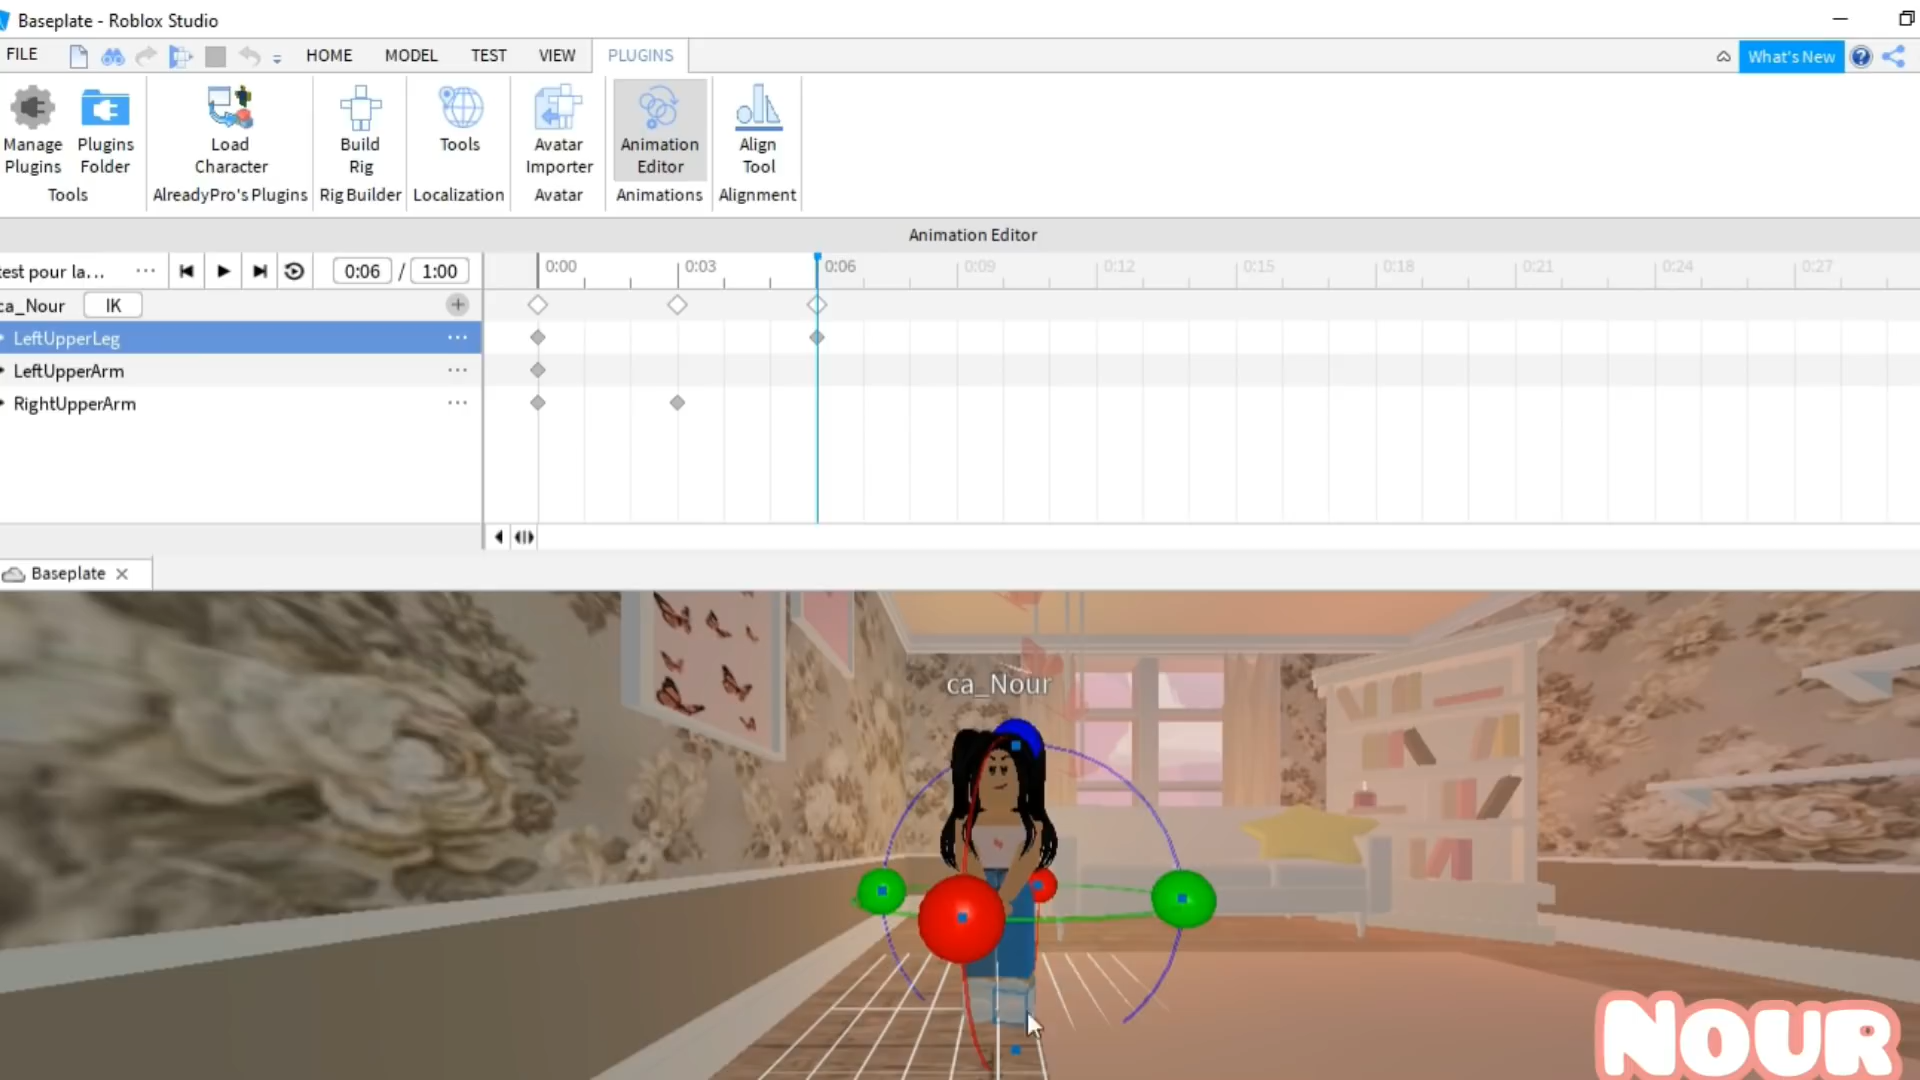 Baseplate - Roblox Studio
FILE HOME MODEL TEST VIEW PLUGINS What's New
Manage Plugins
Plugins Folder
Load Character
Build Rig
Tools
Avatar Importer
Animation Editor
Align Tool
Tools AlreadyPro's Plugins Rig Builder Localization Avatar Animations Alignment
Animation Editor
test pour la... ... 0:06 / 1:00 0:00 0:03 0:06 0:09 0:12 0:15 0:18 0:21 0:24 0:27
ca_Nour IK
LeftUpperLeg ...
LeftUpperArm ...
RightUpperArm ...
Baseplate
ca_Nour
NOUR